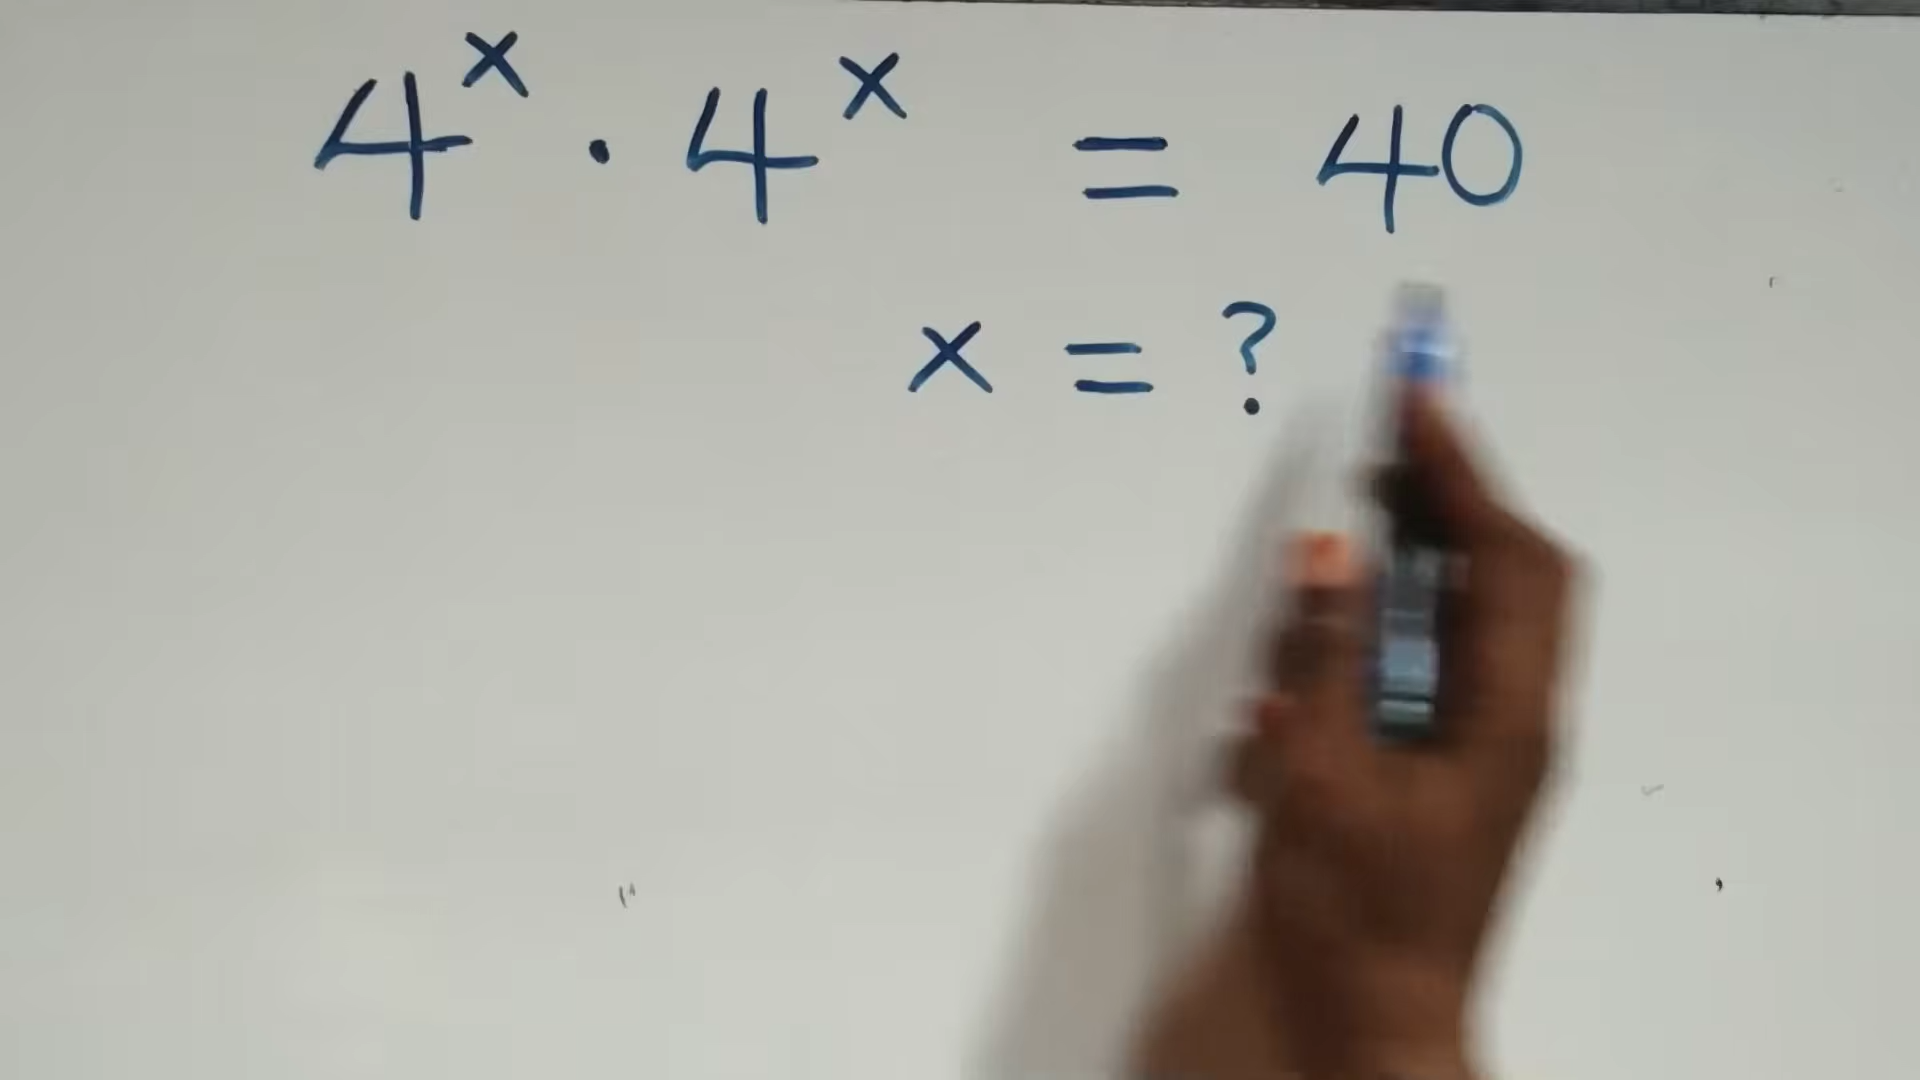 4^x · 4^x = 40
x = ?